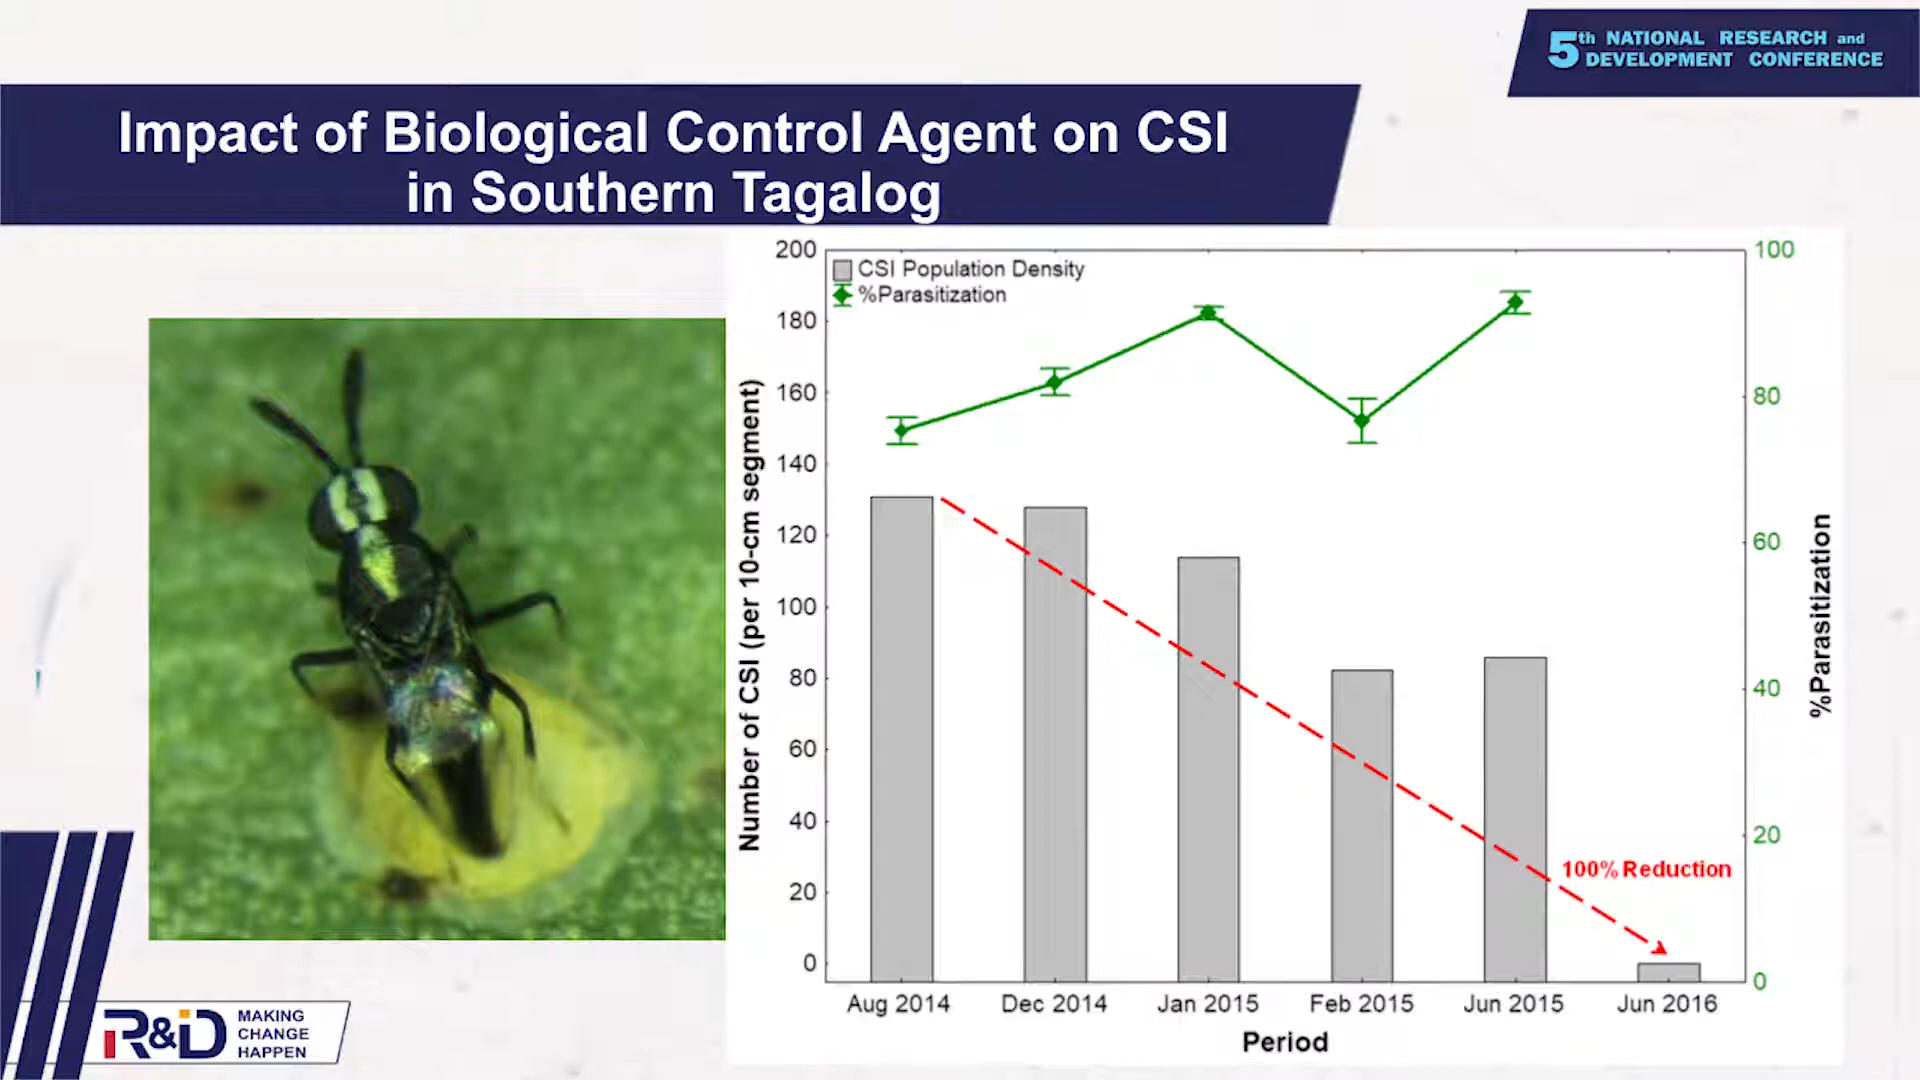 5th NATIONAL RESEARCH and
DEVELOPMENT CONFERENCE
Impact of Biological Control Agent on CSI
in Southern Tagalog
CSI Population Density
%Parasitization
200
180
160
140
120
100
80
60
40
20
0
Number of CSI (per 10-cm segment)
100
80
60
40
20
0
%Parasitization
100% Reduction
Aug 2014 Dec 2014 Jan 2015 Feb 2015 Jun 2015 Jun 2016
Period
R&D
MAKING
CHANGE
HAPPEN